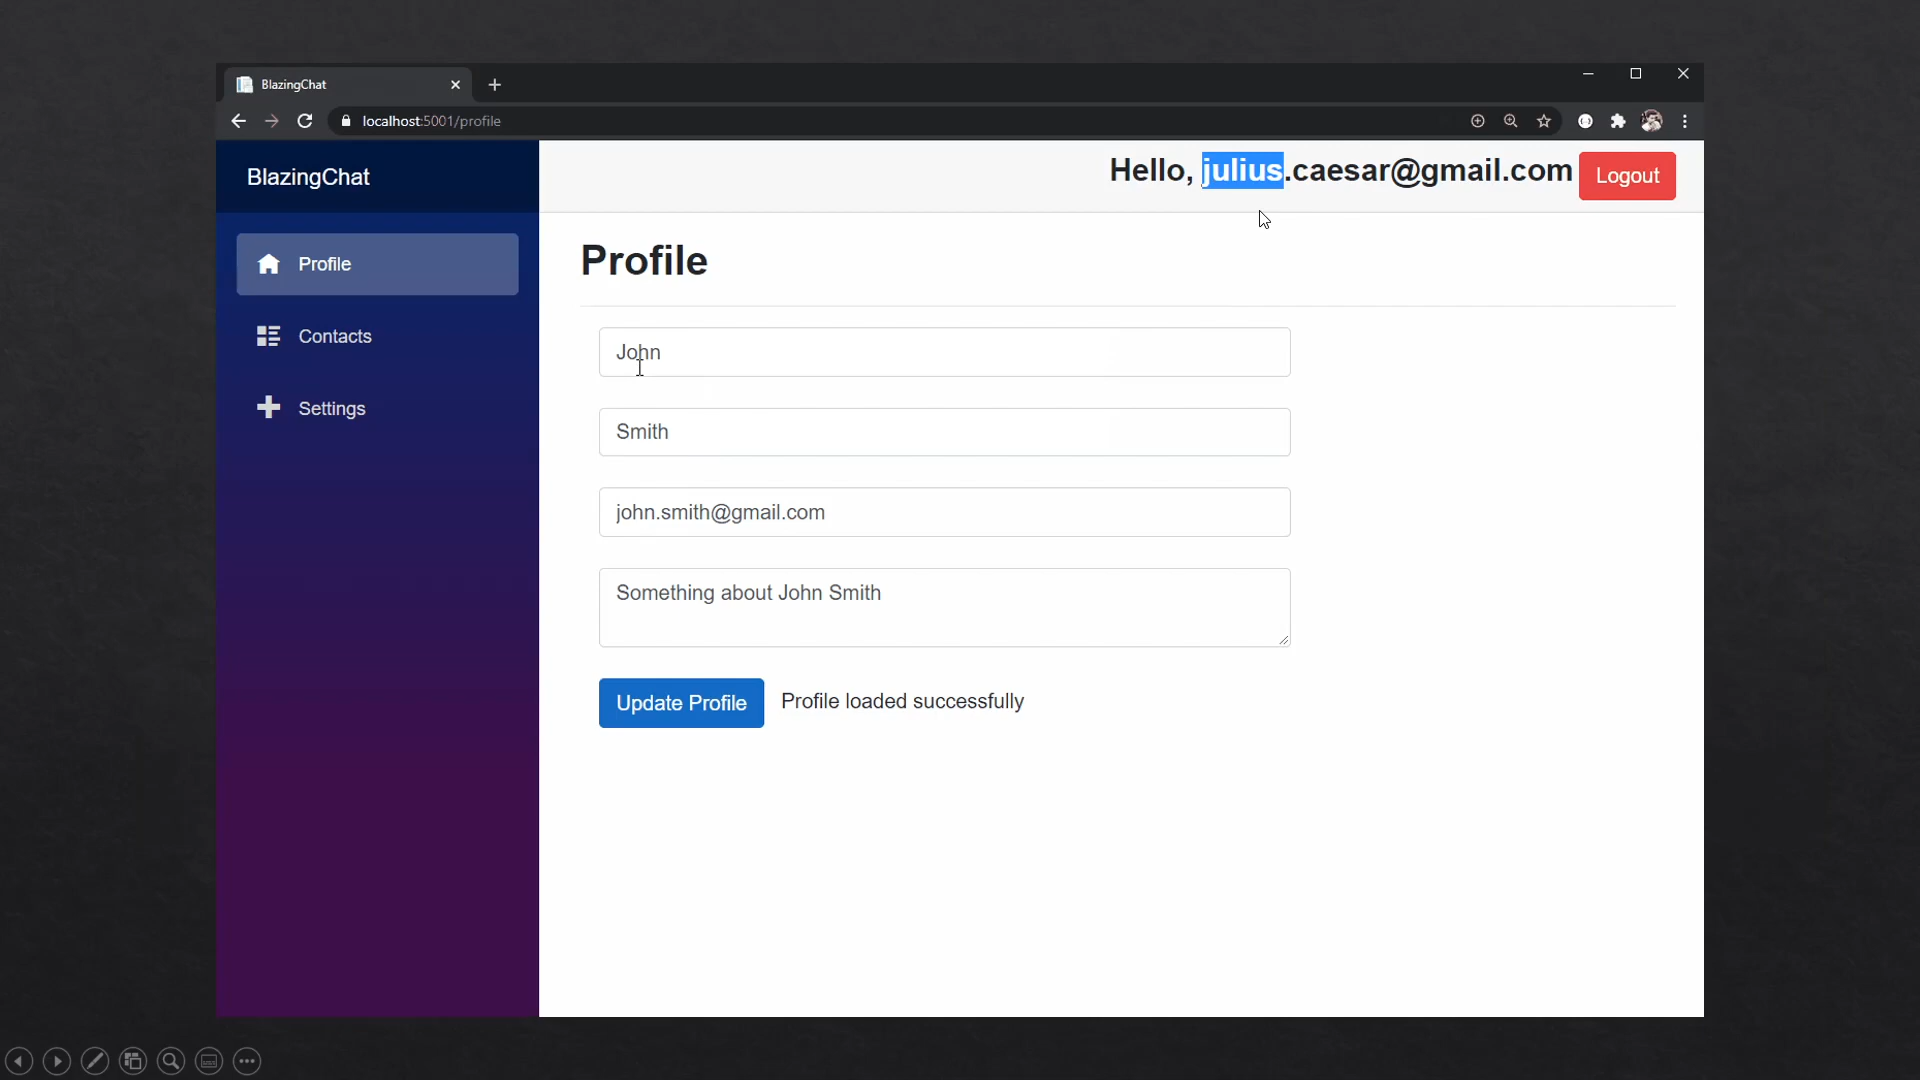 BlazingChat
localhost:5001/profile
BlazingChat
Hello, julius.caesar@gmail.com
Logout
Profile
Contacts
Settings
Profile
John
Smith
john.smith@gmail.com
Something about John Smith
Update Profile
Profile loaded successfully